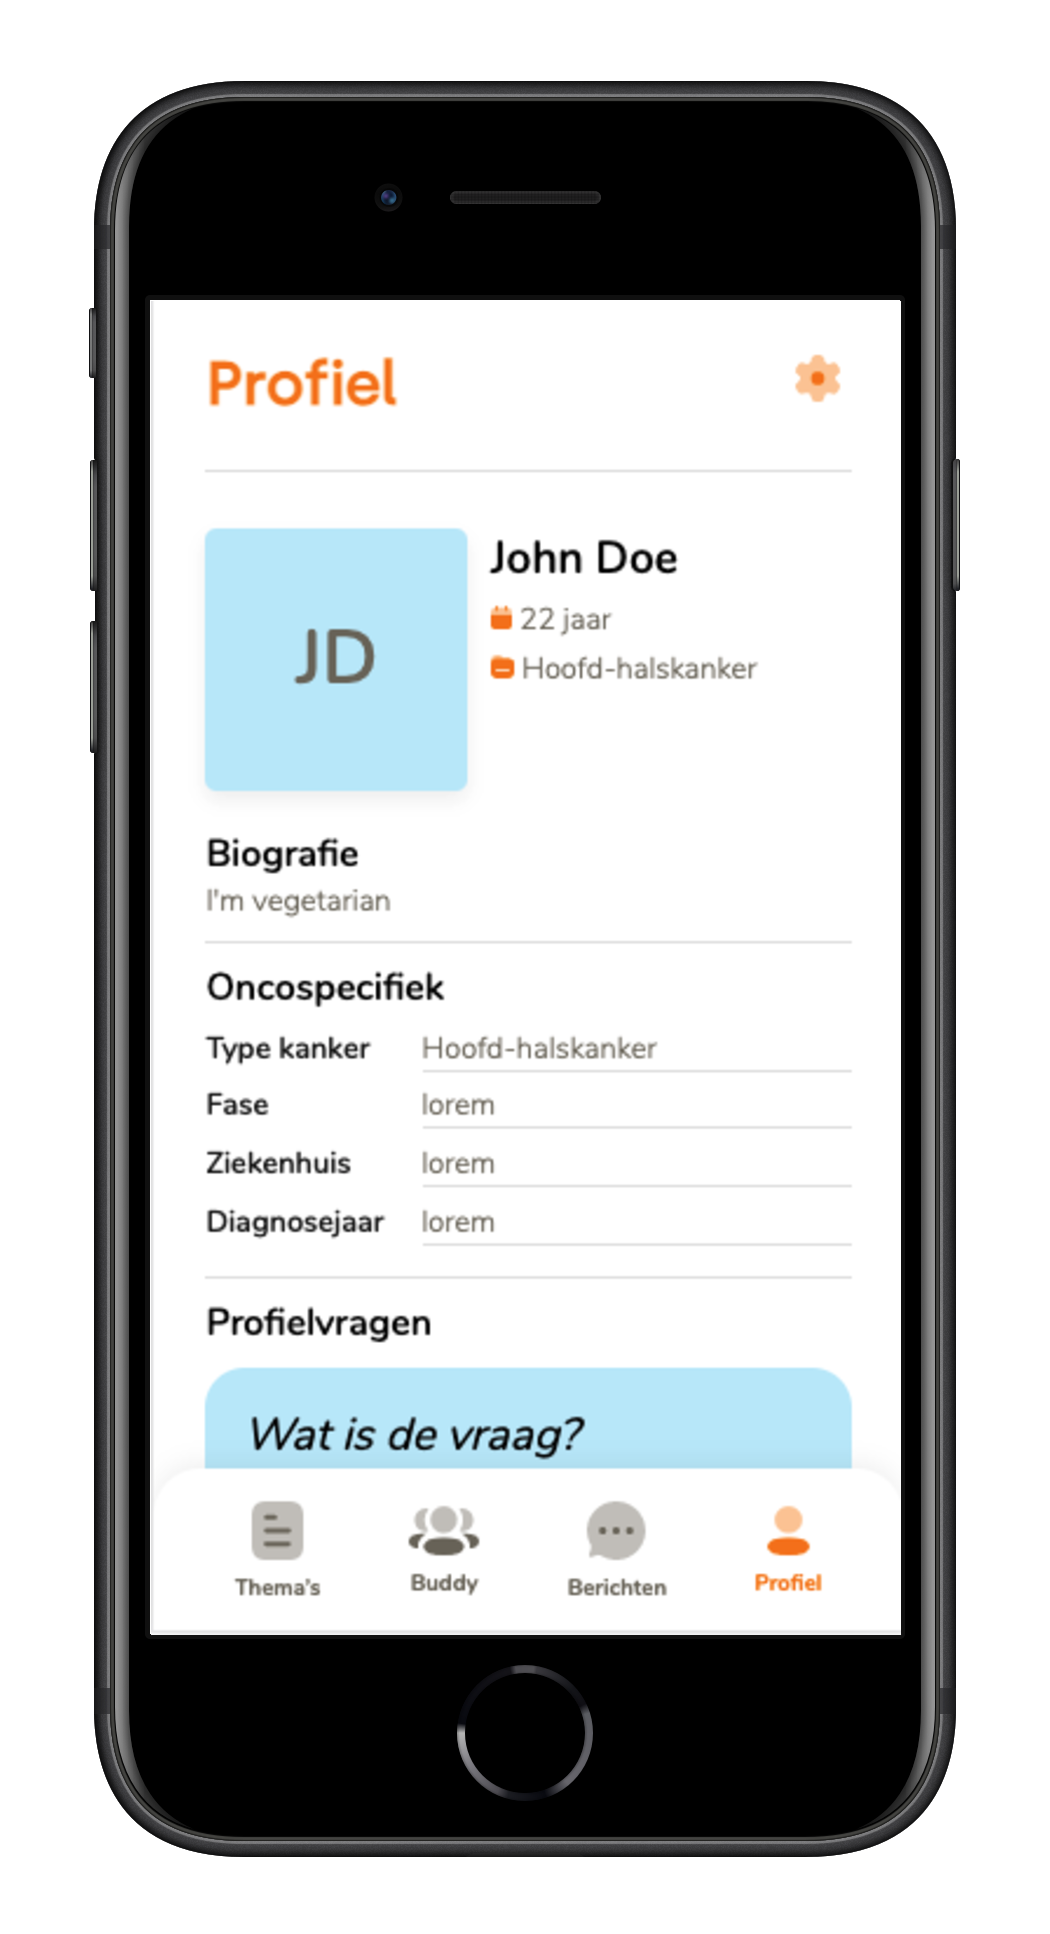 Profiel
JD
John Doe
22 jaar
Hoofd-halskanker
Biografie
I'm vegetarian
Oncospecifiek
Type kanker Hoofd-halskanker
Fase lorem
Ziekenhuis lorem
Diagnosejaar lorem
Profielvragen
Wat is de vraag?
Thema's Buddy Berichten Profiel